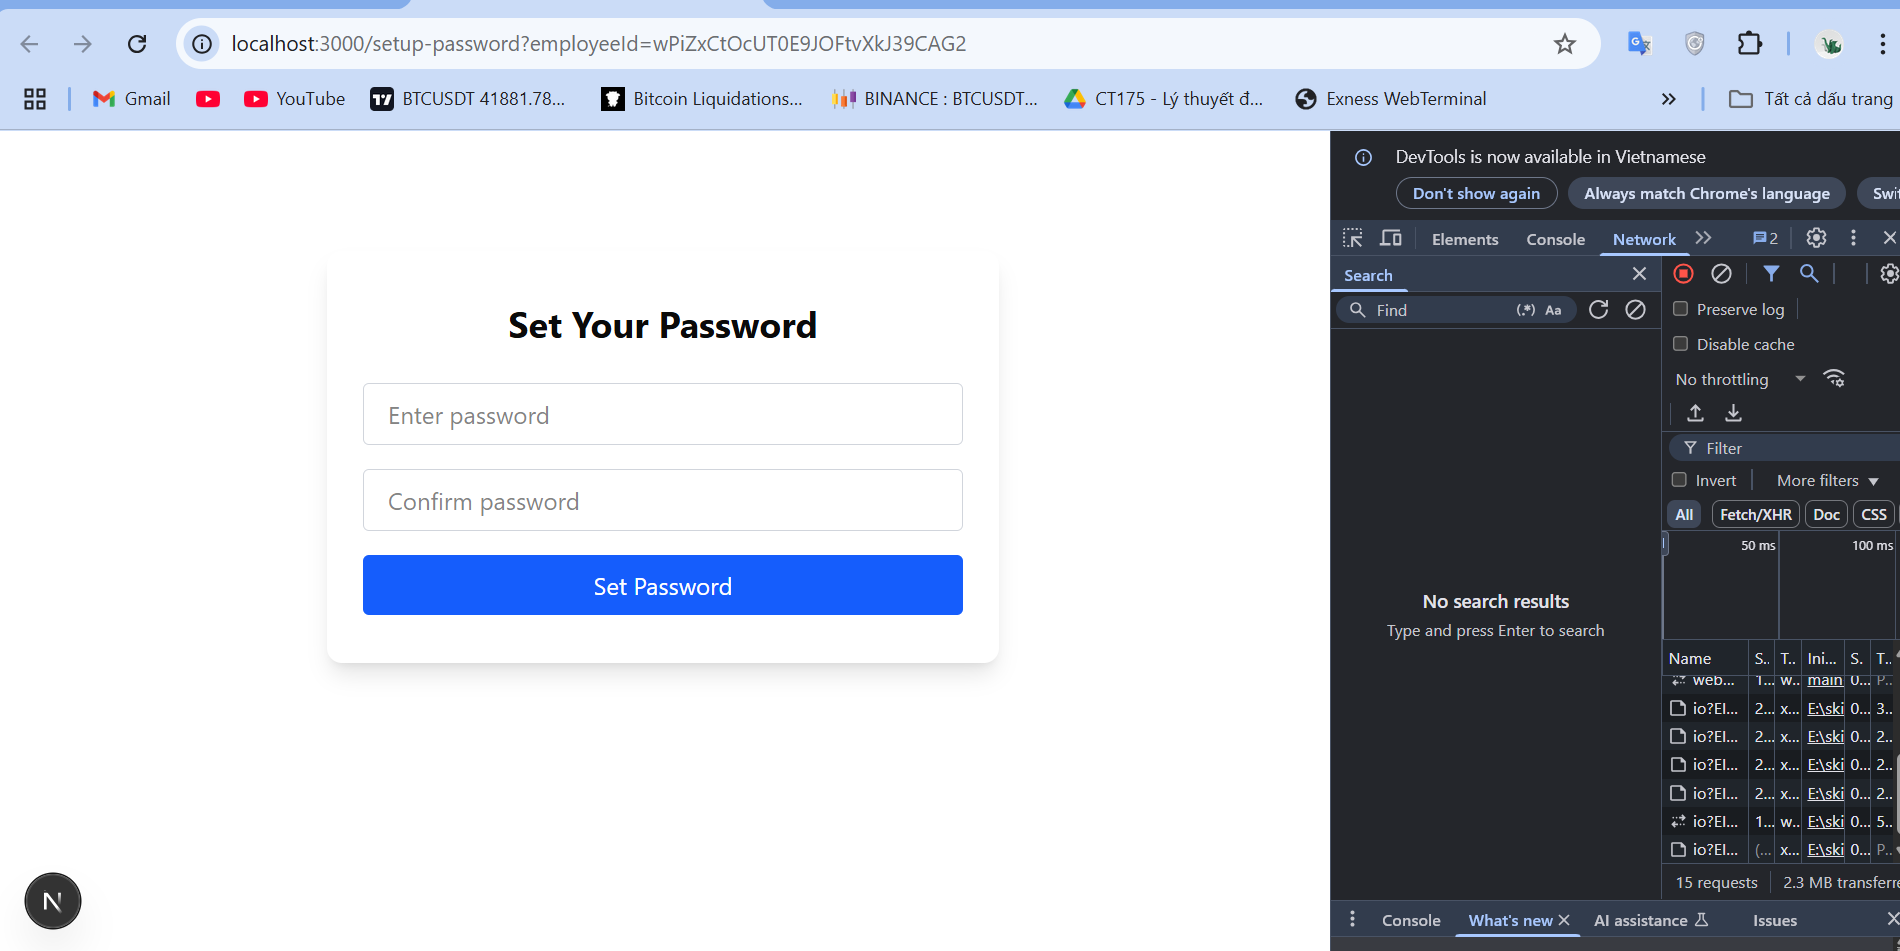 localhost:3000/setup-password?employeeId=wPiZxCtOcUT0E9JOFtvXkJ39CAG2
Gmail
YouTube
BTCUSDT 41881.78...
Bitcoin Liquidations...
BINANCE : BTCUSDT...
CT175 - Lý thuyết đ...
Exness WebTerminal
»
Tất cả dấu trang
Set Your Password
Enter password
Confirm password
Set Password
N
DevTools is now available in Vietnamese
Don't show again
Always match Chrome's language
Swit
Elements
Console
Network
2
Search
Find
(.*)
Aa
Preserve log
Disable cache
No throttling
Filter
Invert
More filters
All
Fetch/XHR
Doc
CSS
50 ms
100 ms
No search results
Type and press Enter to search
Name S.. T.. Ini... S. T..
web... 1... w.. main 0... P..
io?EI... 2... x... E:\ski 0... 3..
io?EI... 2... x... E:\ski 0... 2..
io?EI... 2... x... E:\ski 0... 2..
io?EI... 2... x... E:\ski 0... 2..
io?EI... 1... w.. E:\ski 0... 5..
io?EI... (... x... E:\ski 0... P..
15 requests
2.3 MB transferre
Console
What's new
AI assistance
Issues